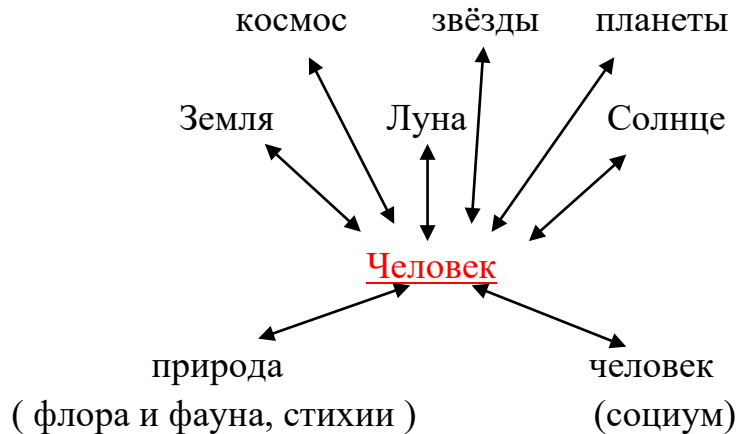 космос звёзды планеты
Земля Луна Солнце
Человек
природа человек
( флора и фауна, стихии ) (социум)